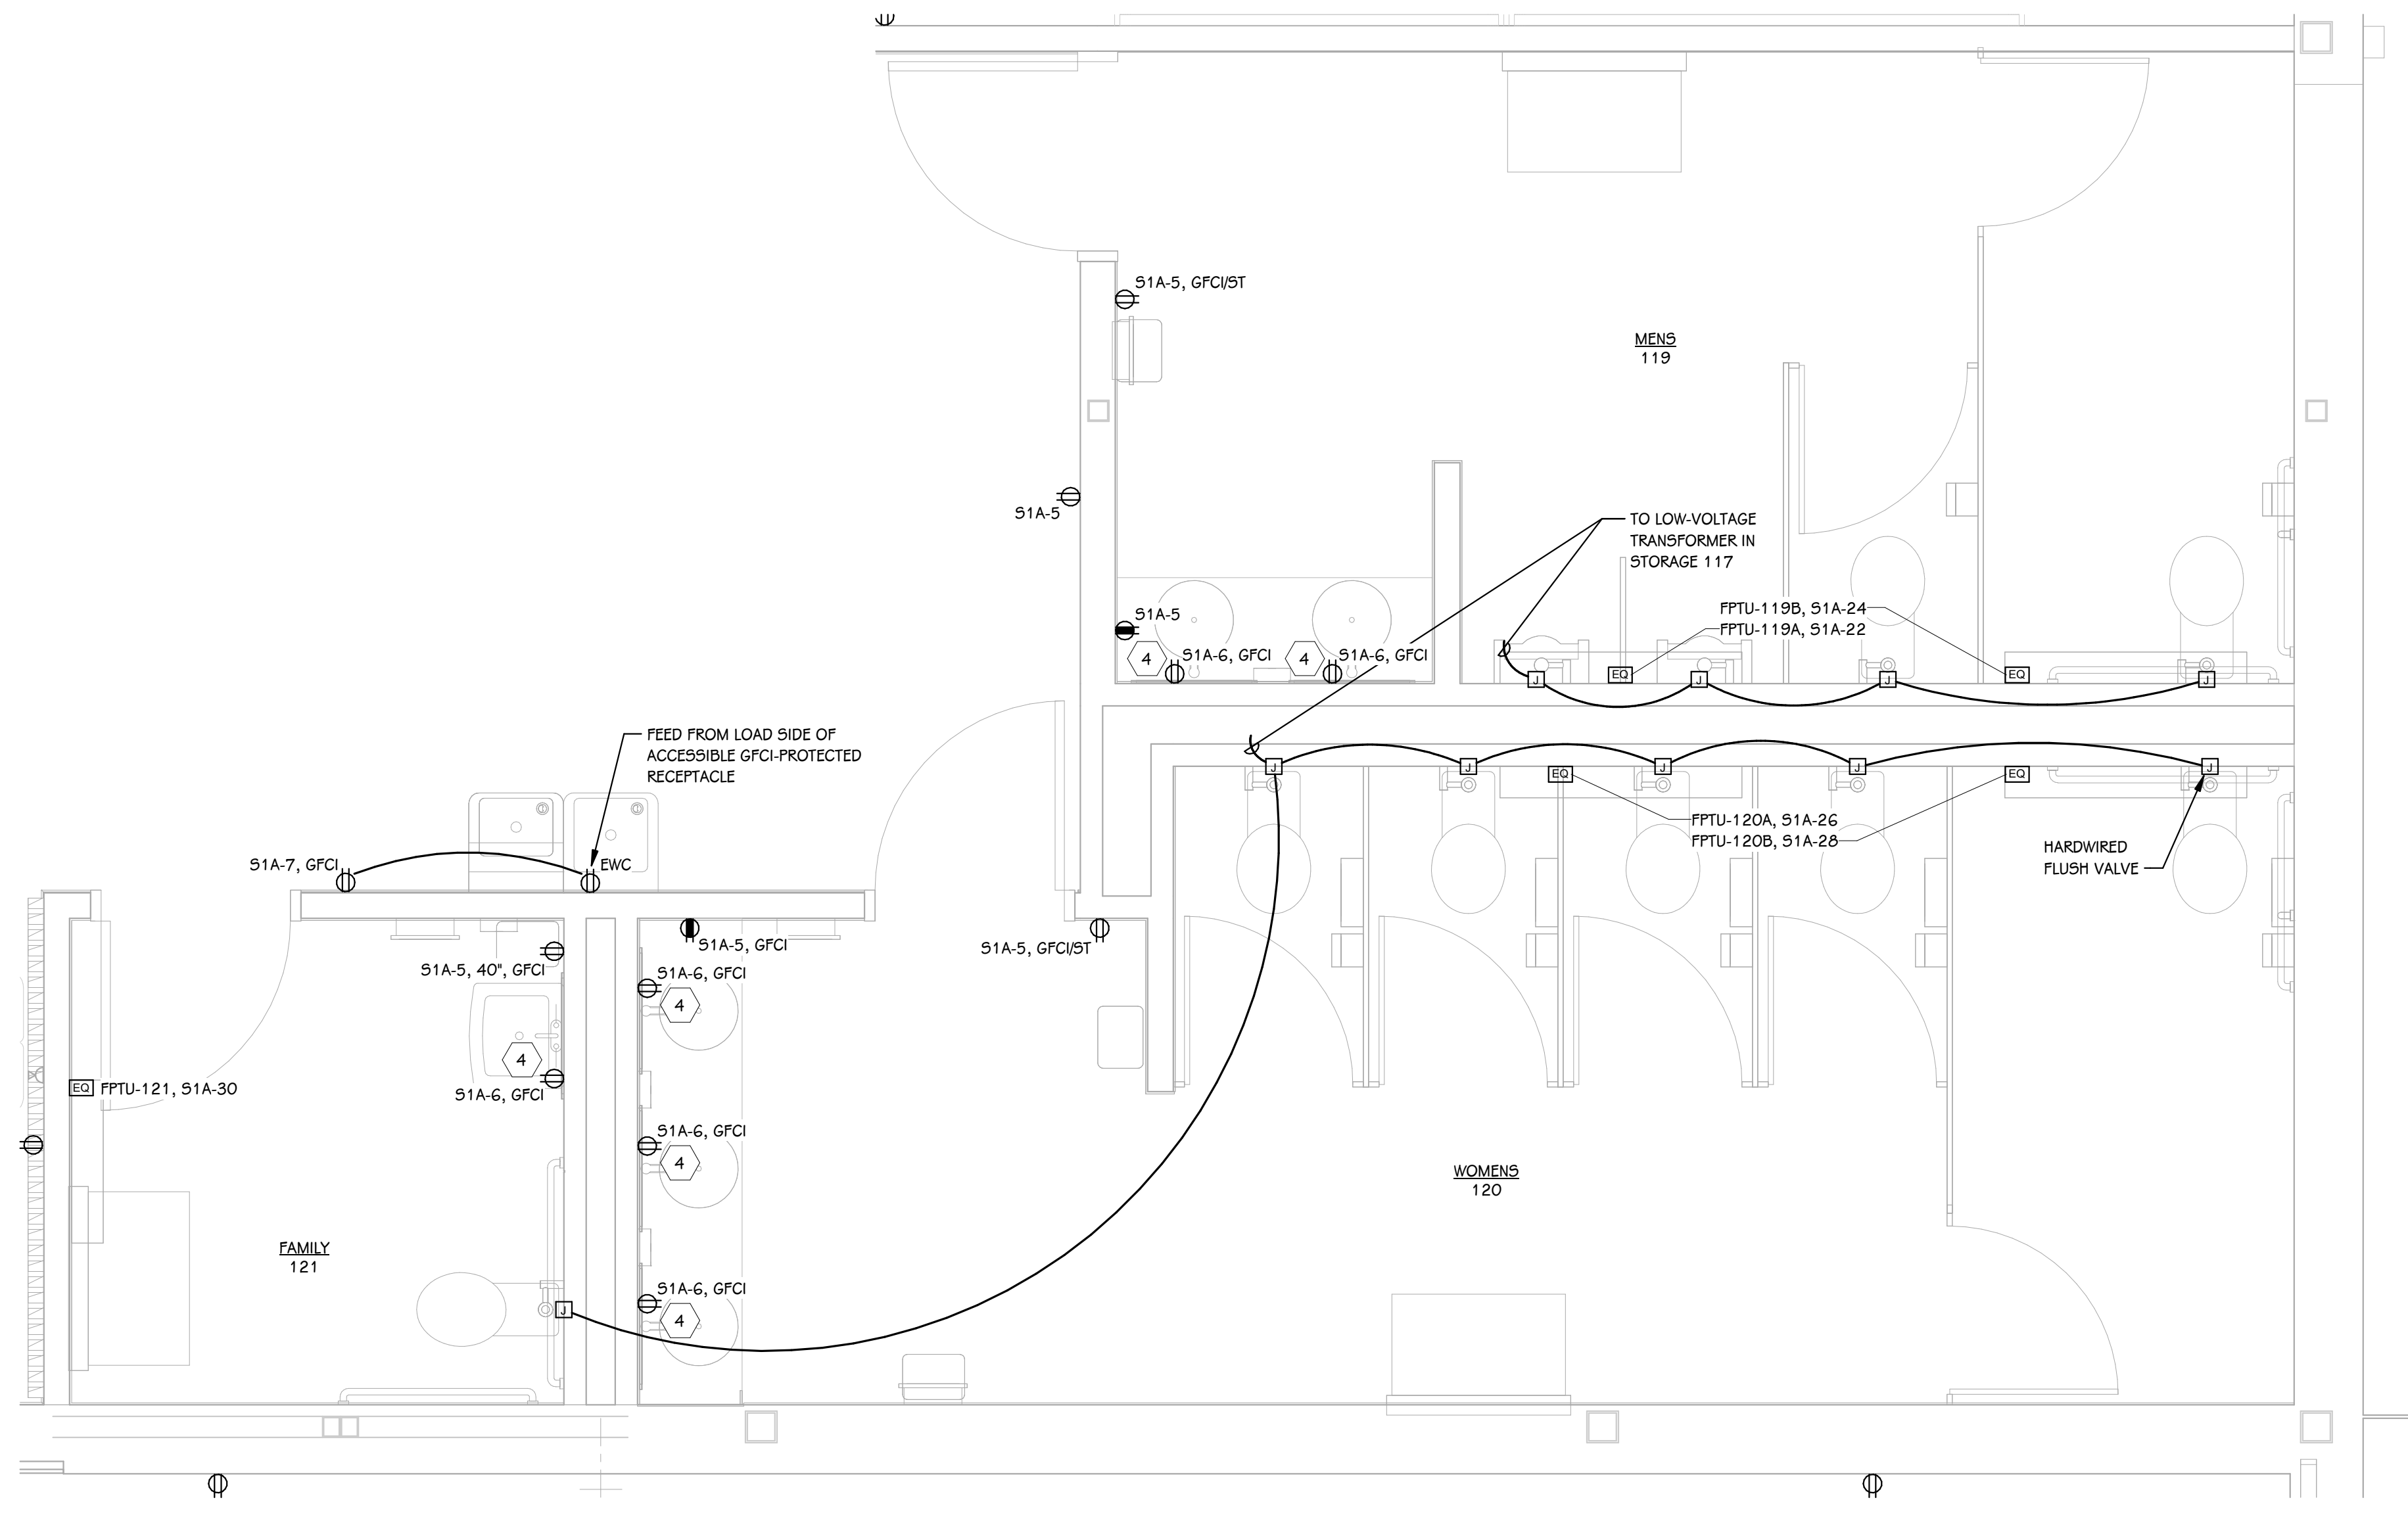 S1A-5, GFCI/ST
MENS
119
S1A-5
TO LOW-VOLTAGE
TRANSFORMER IN
STORAGE 117
S1A-5
FPTU-119B, S1A-24
FPTU-119A, S1A-22
4
S1A-6, GFCI
4
S1A-6, GFCI
EQ
EQ
J
J
J
J
FEED FROM LOAD SIDE OF
ACCESSIBLE GFCI-PROTECTED
RECEPTACLE
J
J
J
J
J
EQ
EQ
FPTU-120A, S1A-26
FPTU-120B, S1A-28
HARDWIRED
FLUSH VALVE
S1A-7, GFCI
EWC
S1A-5, GFCI
S1A-5, GFCI/ST
S1A-5, 40", GFCI
S1A-6, GFCI
4
4
EQ
FPTU-121, S1A-30
S1A-6, GFCI
S1A-6, GFCI
4
WOMENS
120
FAMILY
121
S1A-6, GFCI
4
J